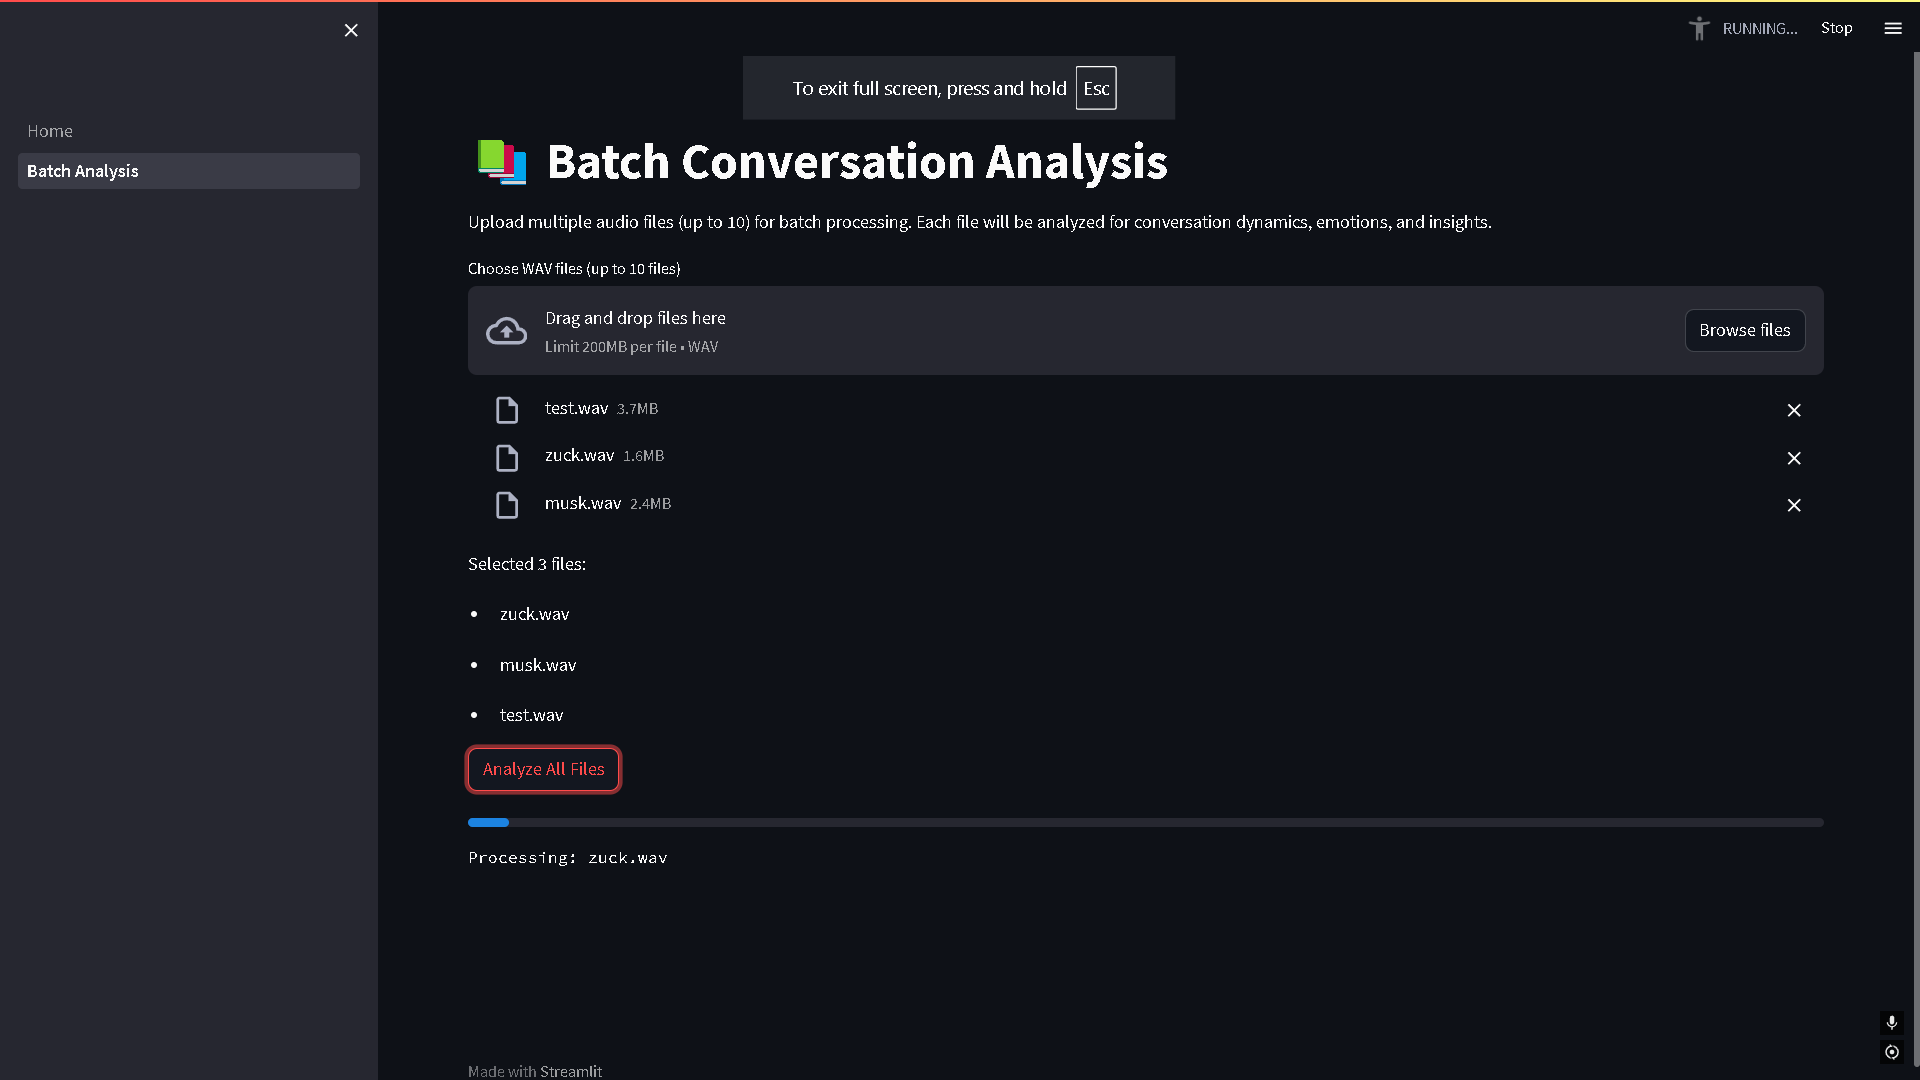 RUNNING...
Stop
To exit full screen, press and hold Esc
Home
Batch Analysis
Batch Conversation Analysis
Upload multiple audio files (up to 10) for batch processing. Each file will be analyzed for conversation dynamics, emotions, and insights.
Choose WAV files (up to 10 files)
Drag and drop files here
Limit 200MB per file • WAV
Browse files
test.wav 3.7MB
zuck.wav 1.6MB
musk.wav 2.4MB
Selected 3 files:
• zuck.wav
• musk.wav
• test.wav
Analyze All Files
Processing: zuck.wav
Made with Streamlit